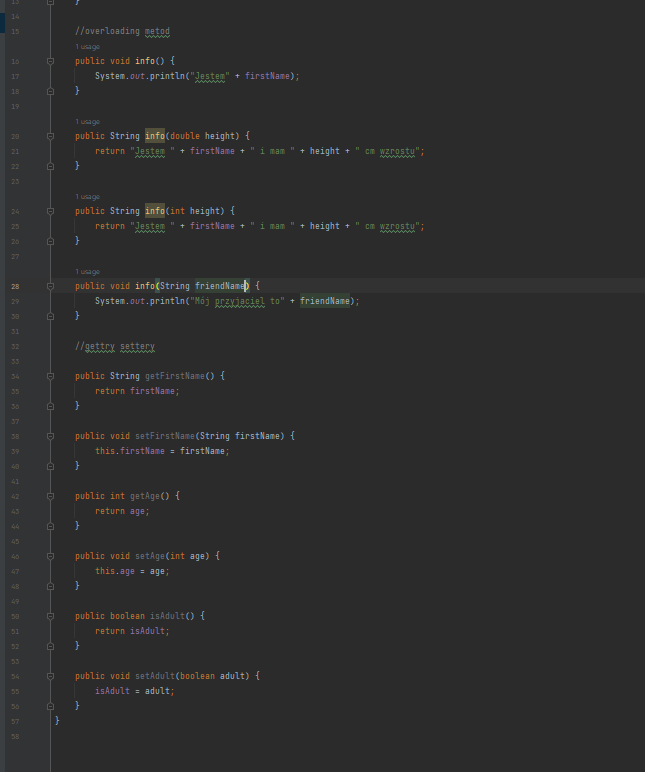 13 }
14
15 //overloading metod
1 usage
16 public void info() {
17 System.out.println("Jestem" + firstName);
18 }
19
1 usage
20 public String info(double height) {
21 return "Jestem " + firstName + " i mam " + height + " cm wzrostu";
22 }
23
1 usage
24 public String info(int height) {
25 return "Jestem " + firstName + " i mam " + height + " cm wzrostu";
26 }
27
1 usage
28 public void info(String friendName) {
29 System.out.println("Mój przyjaciel to" + friendName);
30 }
31
32 //gettry settery
33
34 public String getFirstName() {
35 return firstName;
36 }
37
38 public void setFirstName(String firstName) {
39 this.firstName = firstName;
40 }
41
42 public int getAge() {
43 return age;
44 }
45
46 public void setAge(int age) {
47 this.age = age;
48 }
49
50 public boolean isAdult() {
51 return isAdult;
52 }
53
54 public void setAdult(boolean adult) {
55 isAdult = adult;
56 }
57 }
58